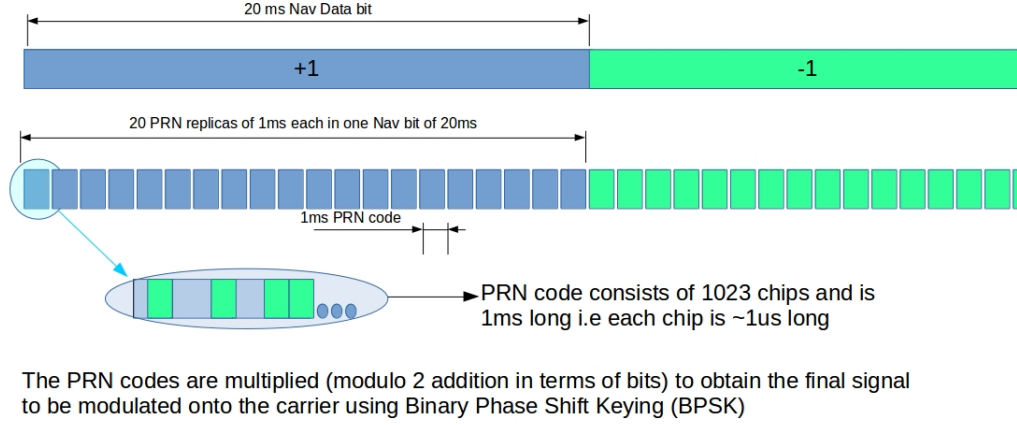 20 ms Nav Data bit
+1
-1
20 PRN replicas of 1ms each in one Nav bit of 20ms
1ms PRN code
PRN code consists of 1023 chips and is
1ms long i.e each chip is ~1us long
The PRN codes are multiplied (modulo 2 addition in terms of bits) to obtain the final signal
to be modulated onto the carrier using Binary Phase Shift Keying (BPSK)